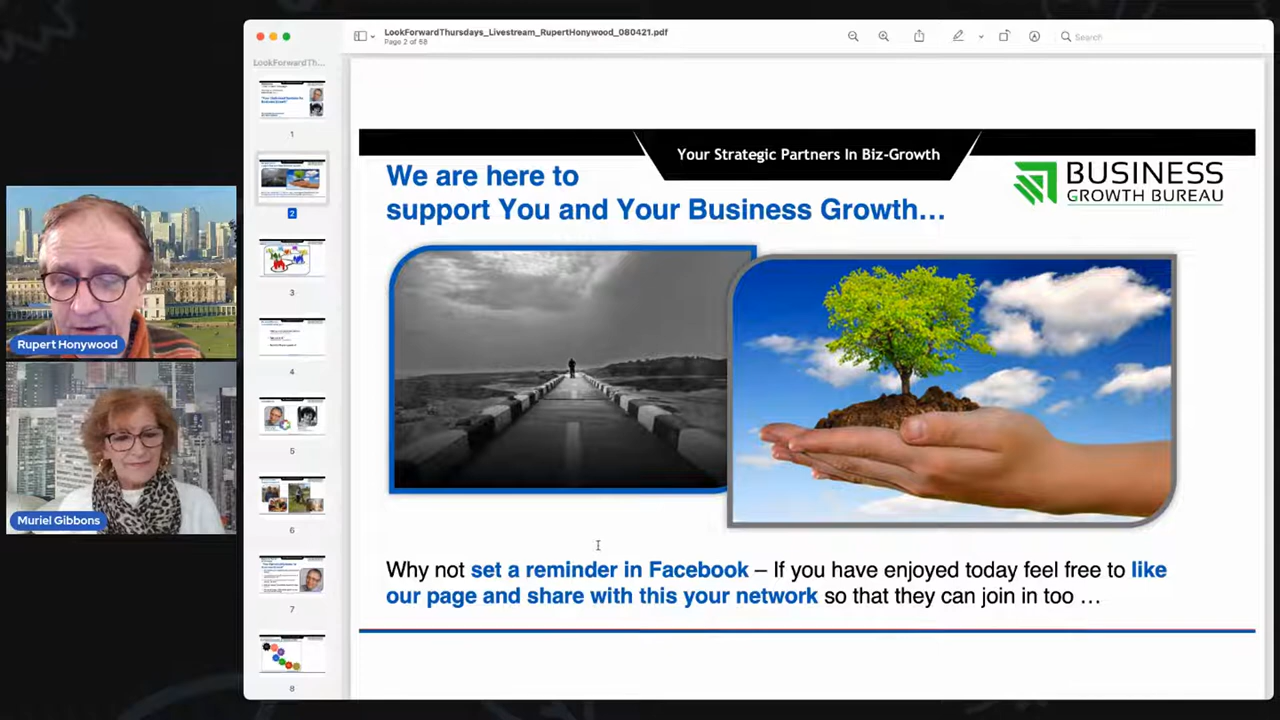 LookForwardThursdays_Livestream_RupertHonywood_080421.pdf
Page 2 of 68
Search
LookForwardTh...
1
2
3
4
5
6
7
8
Your Strategic Partners In Biz-Growth
BUSINESS
GROWTH BUREAU
We are here to
support You and Your Business Growth...
Why not set a reminder in Facebook – If you have enjoyed today feel free to like
our page and share with this your network so that they can join in too ...
Rupert Honywood
Muriel Gibbons